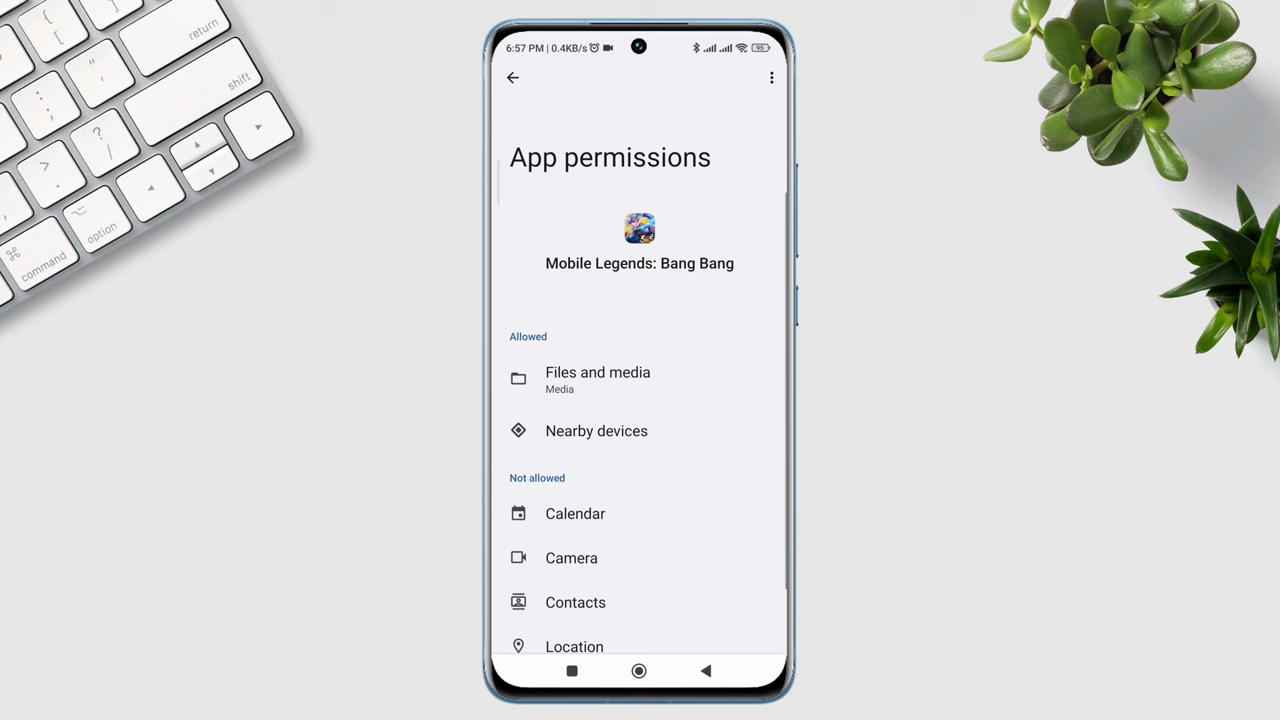 return
shift
option
command
6:57 PM | 0.4KB/s
95
App permissions
Mobile Legends: Bang Bang
Allowed
Files and media
Media
Nearby devices
Not allowed
Calendar
Camera
Contacts
Location